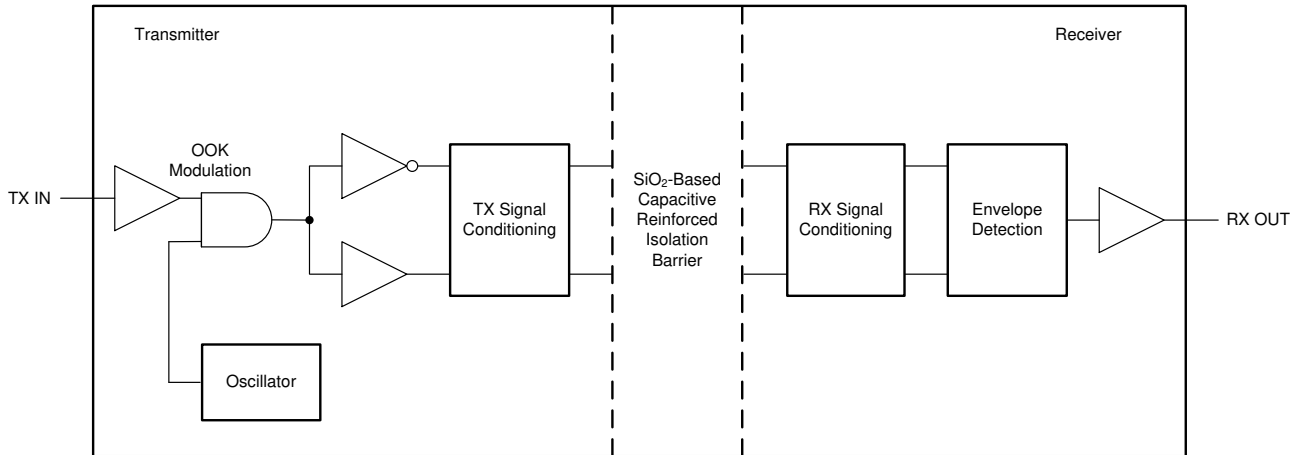 Transmitter
Receiver
OOK
Modulation
TX IN
TX Signal
Conditioning
SiO₂-Based
Capacitive
Reinforced
Isolation
Barrier
RX Signal
Conditioning
Envelope
Detection
RX OUT
Oscillator